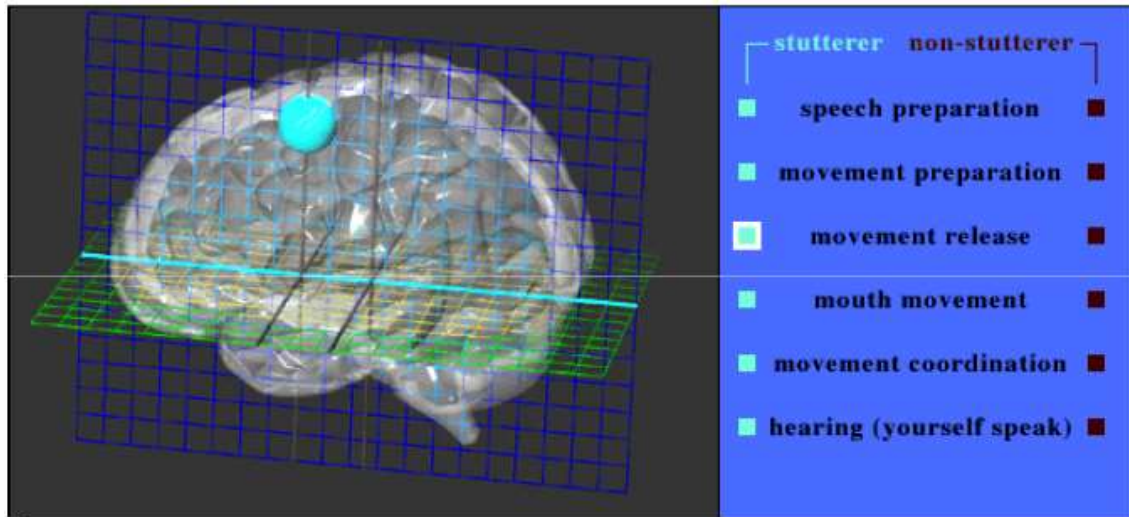 stutterer non-stutterer
speech preparation
movement preparation
movement release
mouth movement
movement coordination
hearing (yourself speak)